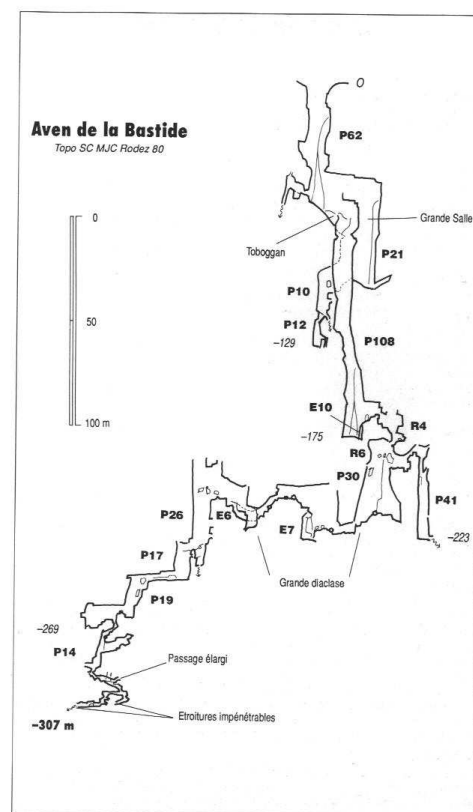 O
P62
Aven de la Bastide
Topo SC MJC Rodez 80
0
50
100 m
Grande Salle
Toboggan
P21
P10
P12
-129
P108
E10
R4
-175
R6
P30
P41
P26
E6
E7
-223
P17
Grande diaclase
P19
-269
P14
Passage élargi
Etroitures impénétrables
-307 m